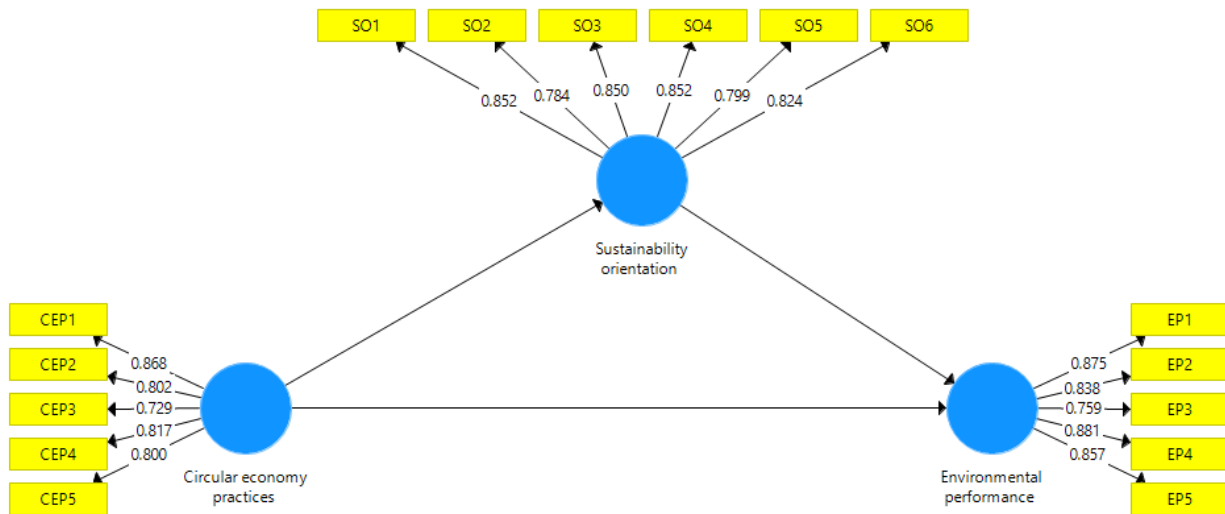 SO1 SO2 SO3 SO4 SO5 SO6
0.852 0.784 0.850 0.852 0.799 0.824
Sustainability
orientation
CEP1
CEP2
CEP3
CEP4
CEP5
0.868
0.802
0.729
0.817
0.800
Circular economy
practices
EP1
EP2
EP3
EP4
EP5
0.875
0.838
0.759
0.881
0.857
Environmental
performance